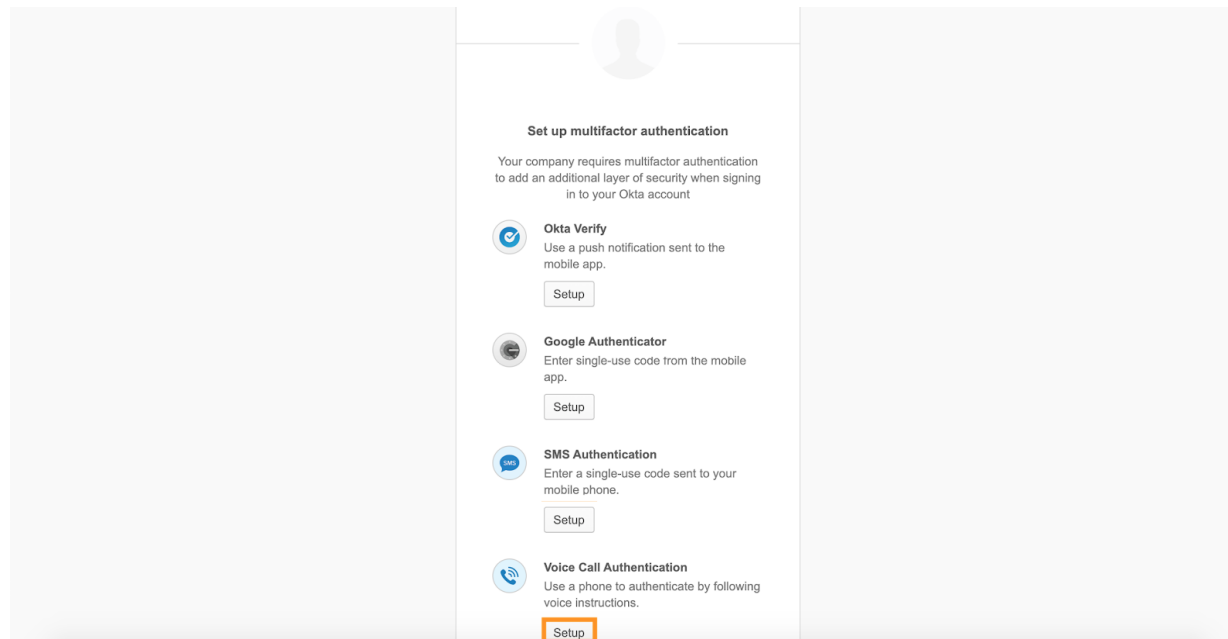 Set up multifactor authentication
Your company requires multifactor authentication
to add an additional layer of security when signing
in to your Okta account
Okta Verify
Use a push notification sent to the
mobile app.
Setup
Google Authenticator
Enter single-use code from the mobile
app.
Setup
SMS
SMS Authentication
Enter a single-use code sent to your
mobile phone.
Setup
Voice Call Authentication
Use a phone to authenticate by following
voice instructions.
Setup